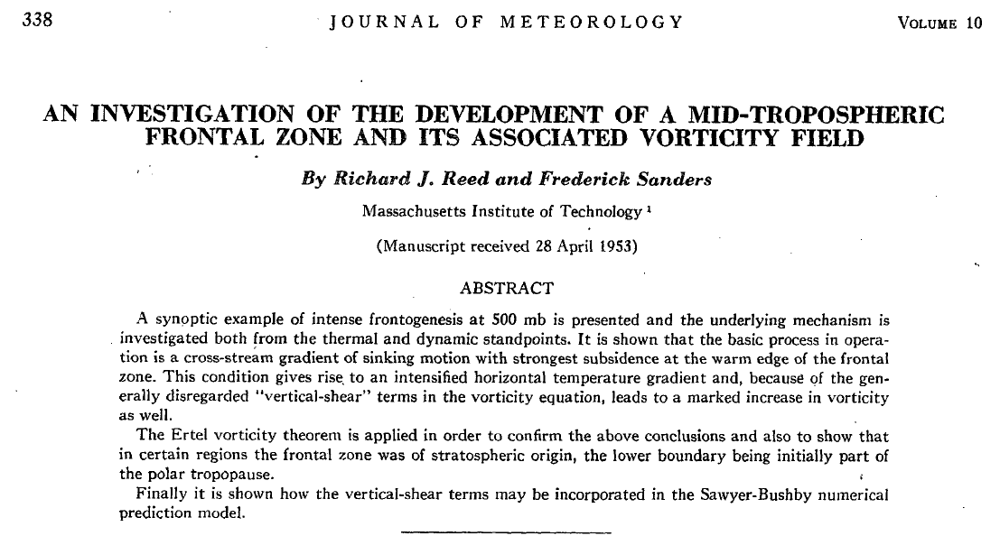 338 JOURNAL OF METEOROLOGY VOLUME 10
AN INVESTIGATION OF THE DEVELOPMENT OF A MID-TROPOSPHERIC
FRONTAL ZONE AND ITS ASSOCIATED VORTICITY FIELD
By Richard J. Reed and Frederick Sanders
Massachusetts Institute of Technology ¹
(Manuscript received 28 April 1953)
ABSTRACT
A synoptic example of intense frontogenesis at 500 mb is presented and the underlying mechanism is
investigated both from the thermal and dynamic standpoints. It is shown that the basic process in opera-
tion is a cross-stream gradient of sinking motion with strongest subsidence at the warm edge of the frontal
zone. This condition gives rise to an intensified horizontal temperature gradient and, because of the gen-
erally disregarded "vertical-shear" terms in the vorticity equation, leads to a marked increase in vorticity
as well.
The Ertel vorticity theorem is applied in order to confirm the above conclusions and also to show that
in certain regions the frontal zone was of stratospheric origin, the lower boundary being initially part of
the polar tropopause.
Finally it is shown how the vertical-shear terms may be incorporated in the Sawyer-Bushby numerical
prediction model.